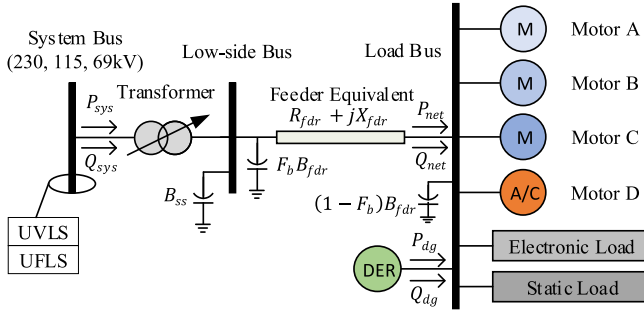 System Bus
(230, 115, 69kV)
Low-side Bus
Load Bus
Transformer
Feeder Equivalent
R_fdr + jX_fdr
P_sys
Q_sys
P_net
Q_net
F_b B_fdr
B_ss
(1 − F_b)B_fdr
UVLS
UFLS
DER
P_dg
Q_dg
M
Motor A
M
Motor B
M
Motor C
A/C
Motor D
Electronic Load
Static Load